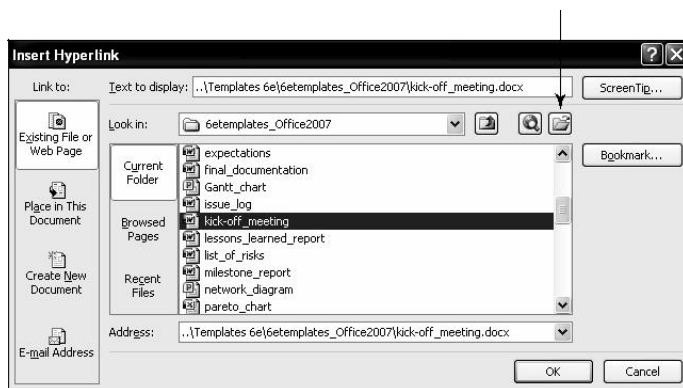 Insert Hyperlink
Link to:
Text to display: ..\Templates 6e\6etemplates_Office2007\kick-off_meeting.docx
ScreenTip...
Existing File or
Web Page
Place in This
Document
Create New
Document
E-mail Address
Look in: 6etemplates_Office2007
Current
Folder
Browsed
Pages
Recent
Files
expectations
final_documentation
Gantt_chart
issue_log
kick-off_meeting
lessons_learned_report
list_of_risks
milestone_report
network_diagram
pareto_chart
Bookmark...
Address: ..\Templates 6e\6etemplates_Office2007\kick-off_meeting.docx
OK
Cancel